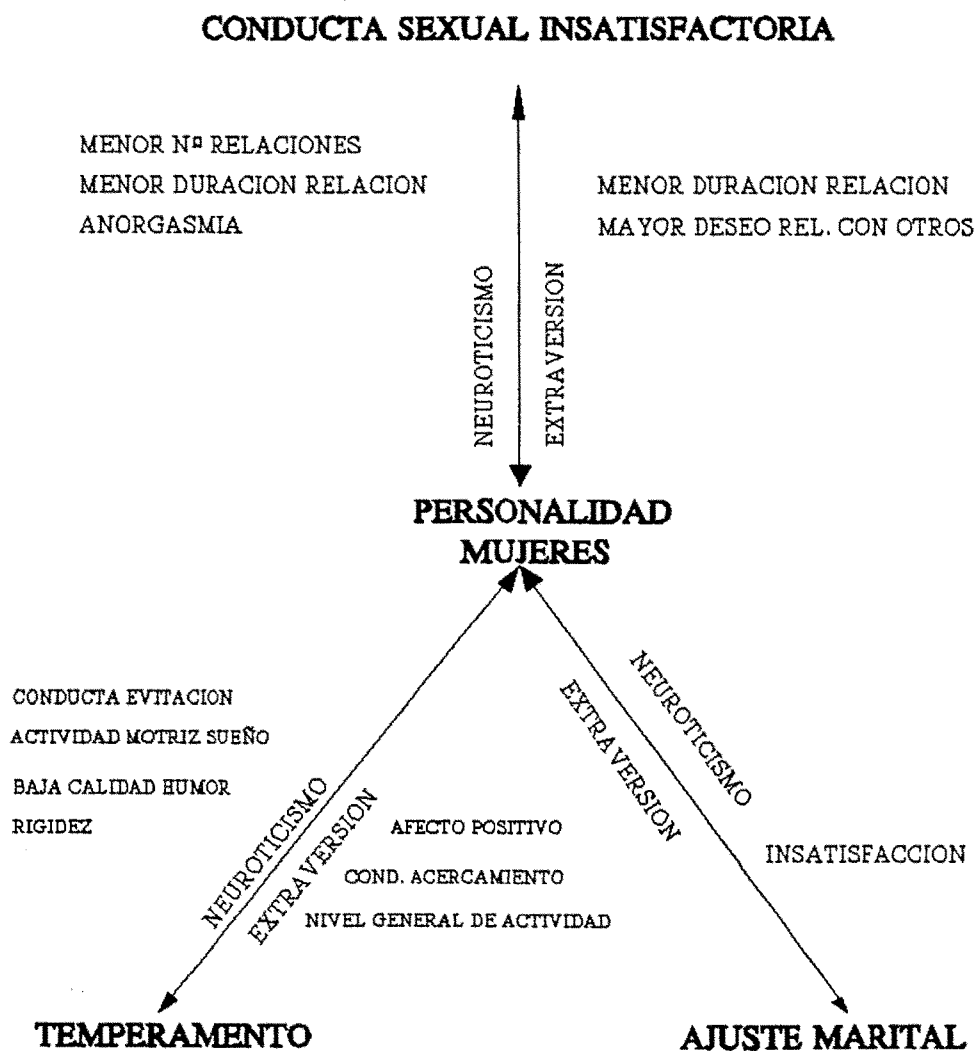 CONDUCTA SEXUAL INSATISFACTORIA
MENOR Nº RELACIONES
MENOR DURACION RELACION
ANORGASMIA
MENOR DURACION RELACION
MAYOR DESEO REL. CON OTROS
NEUROTICISMO
EXTRAVERSION
PERSONALIDAD
MUJERES
CONDUCTA EVITACION
ACTIVIDAD MOTRIZ SUEÑO
BAJA CALIDAD HUMOR
RIGIDEZ
NEUROTICISMO
EXTRAVERSION
AFECTO POSITIVO
COND. ACERCAMIENTO
NIVEL GENERAL DE ACTIVIDAD
EXTRAVERSION
NEUROTICISMO
INSATISFACCION
TEMPERAMENTO
AJUSTE MARITAL